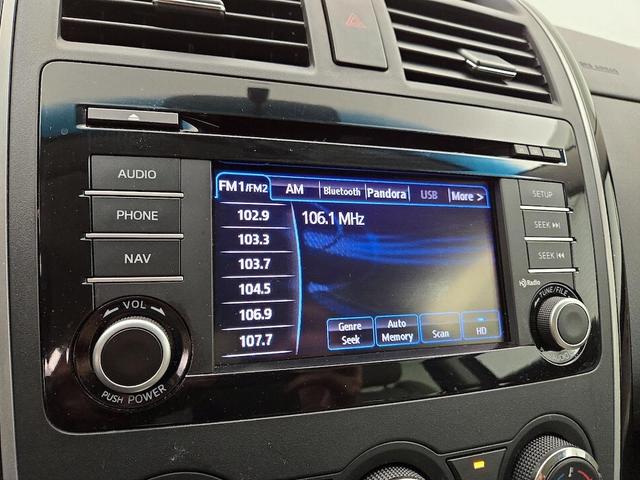 AUDIO
PHONE
NAV
VOL
PUSH POWER
FM1/FM2
AM
Bluetooth
Pandora
USB
More >
102.9
103.3
103.7
104.5
106.9
107.7
106.1 MHz
Genre
Seek
Auto
Memory
Scan
HD
SETUP
SEEK
SEEK
HD Radio
TUNE/FILE
AUDIO
F